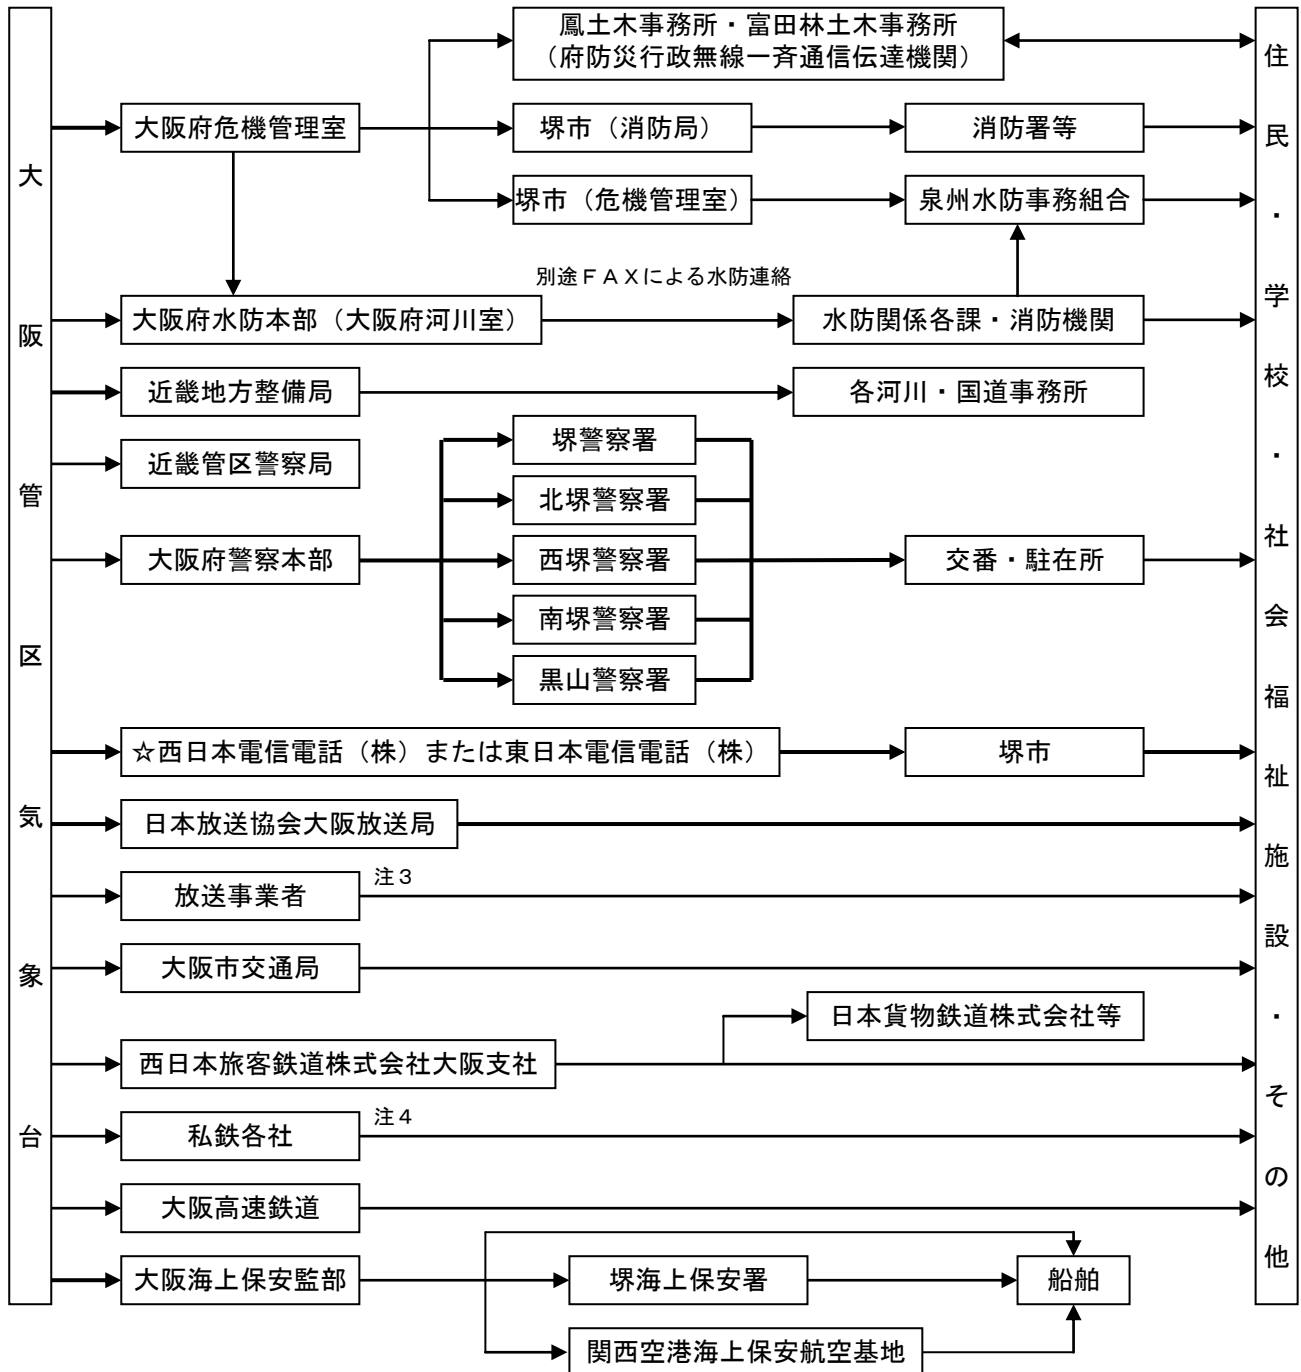 大阪管区気象台
鳳土木事務所・富田林土木事務所
（府防災行政無線一斉通信伝達機関）
大阪府危機管理室
堺市（消防局）
消防署等
堺市（危機管理室）
泉州水防事務組合
別途ＦＡＸによる水防連絡
大阪府水防本部（大阪府河川室）
水防関係各課・消防機関
近畿地方整備局
各河川・国道事務所
堺警察署
近畿管区警察局
北堺警察署
大阪府警察本部
西堺警察署
交番・駐在所
南堺警察署
黒山警察署
☆西日本電信電話（株）または東日本電信電話（株）
堺市
日本放送協会大阪放送局
放送事業者
注３
大阪市交通局
日本貨物鉄道株式会社等
西日本旅客鉄道株式会社大阪支社
私鉄各社
注４
大阪高速鉄道
大阪海上保安監部
堺海上保安署
船舶
関西空港海上保安航空基地
住民・学校・社会福祉施設・その他